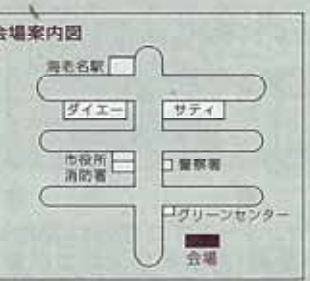 会場案内図
海老名駅
ダイエー
サティ
市役所
消防署
警察署
グリーンセンター
会場